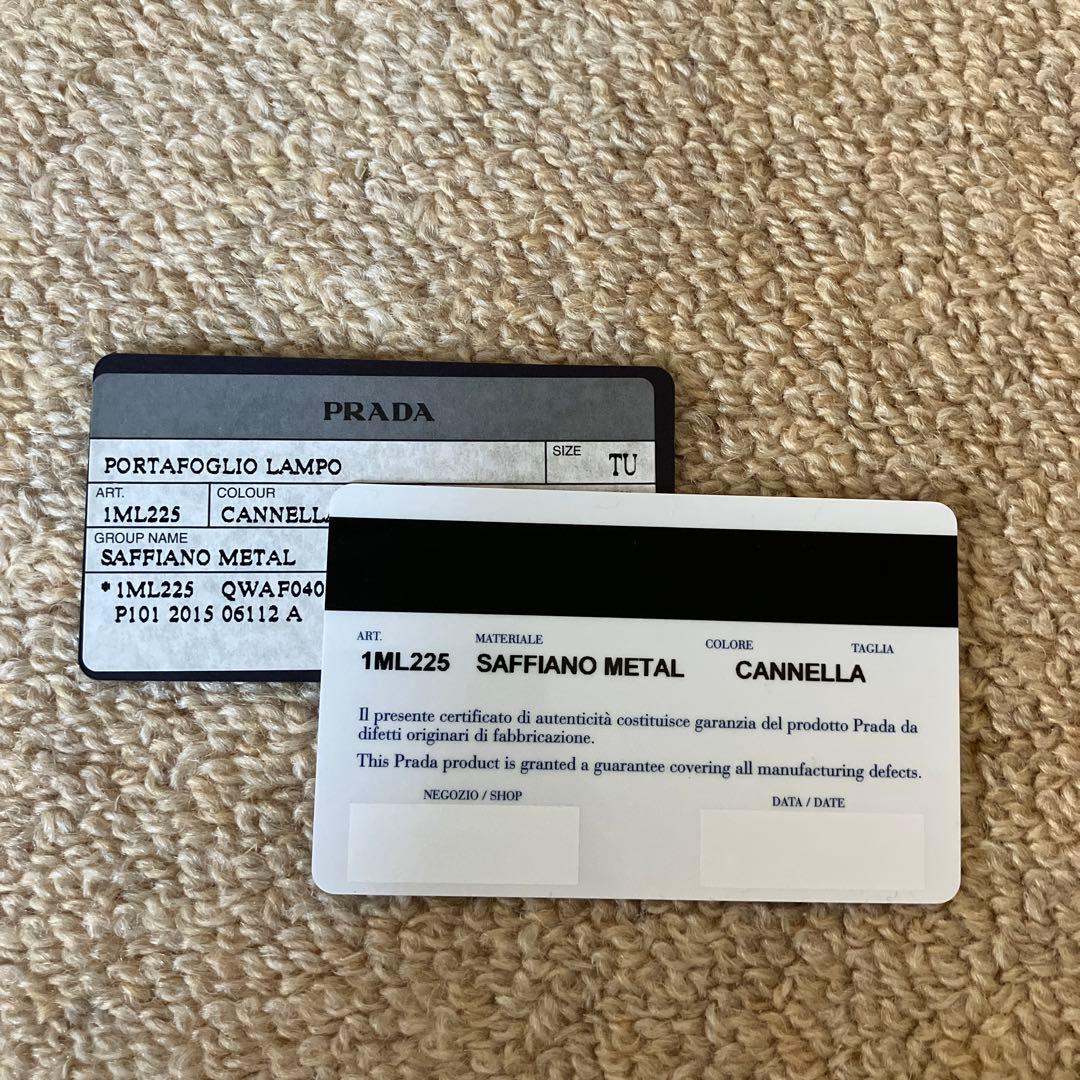 PRADA
PORTAFOGLIO LAMPO
SIZE
TU
ART.
1ML225
COLOUR
CANNELLA
GROUP NAME
SAFFIANO METAL
* 1ML225 QWAF040
P101 2015 06112 A
ART.
1ML225
MATERIALE
SAFFIANO METAL
COLORE
CANNELLA
TAGLIA
Il presente certificato di autenticità costituisce garanzia del prodotto Prada da
difetti originari di fabbricazione.
This Prada product is granted a guarantee covering all manufacturing defects.
NEGOZIO / SHOP
DATA / DATE